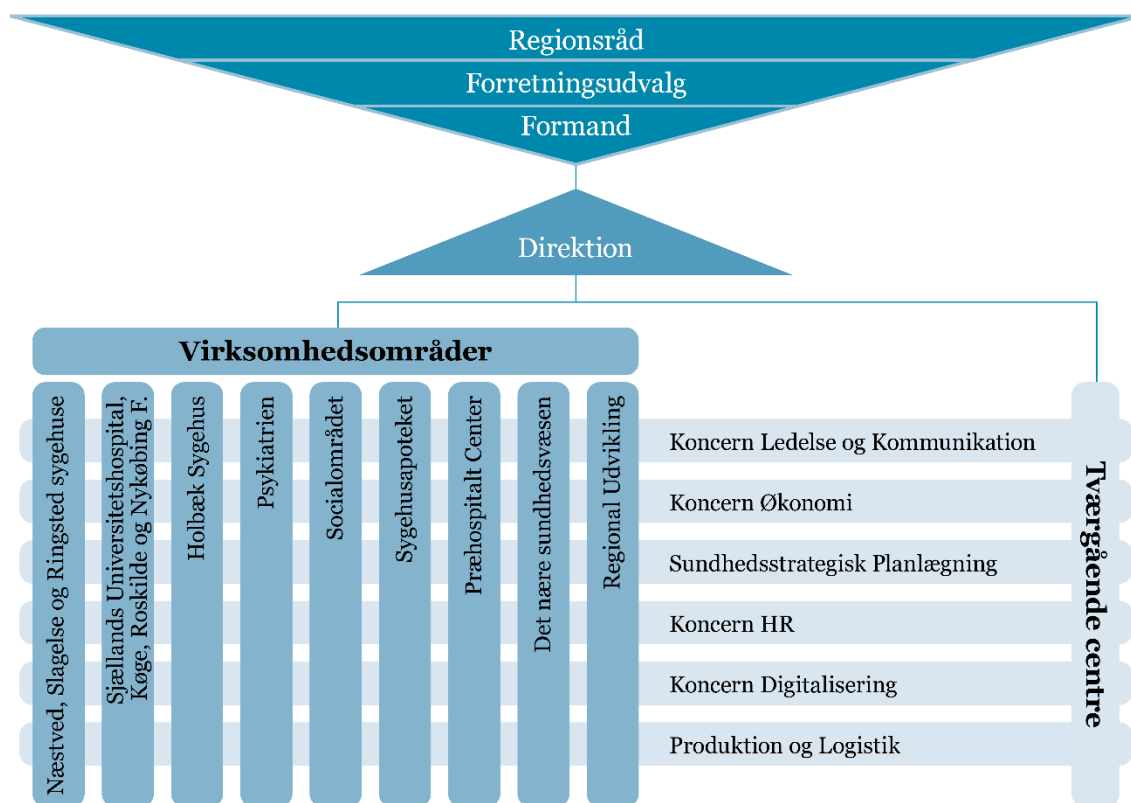 Regionsråd
Forretningsudvalg
Formand
Direktion
Virksomhedsområder
Næstved, Slagelse og Ringsted sygehuse
Sjællands Universitetshospital,
Køge, Roskilde og Nykøbing F.
Holbæk Sygehus
Psykiatrien
Socialområdet
Sygehusapoteket
Præhospitalt Center
Det nære sundhedsvæsen
Regional Udvikling
Koncern Ledelse og Kommunikation
Koncern Økonomi
Sundhedsstrategisk Planlægning
Koncern HR
Koncern Digitalisering
Produktion og Logistik
Tværgående centre